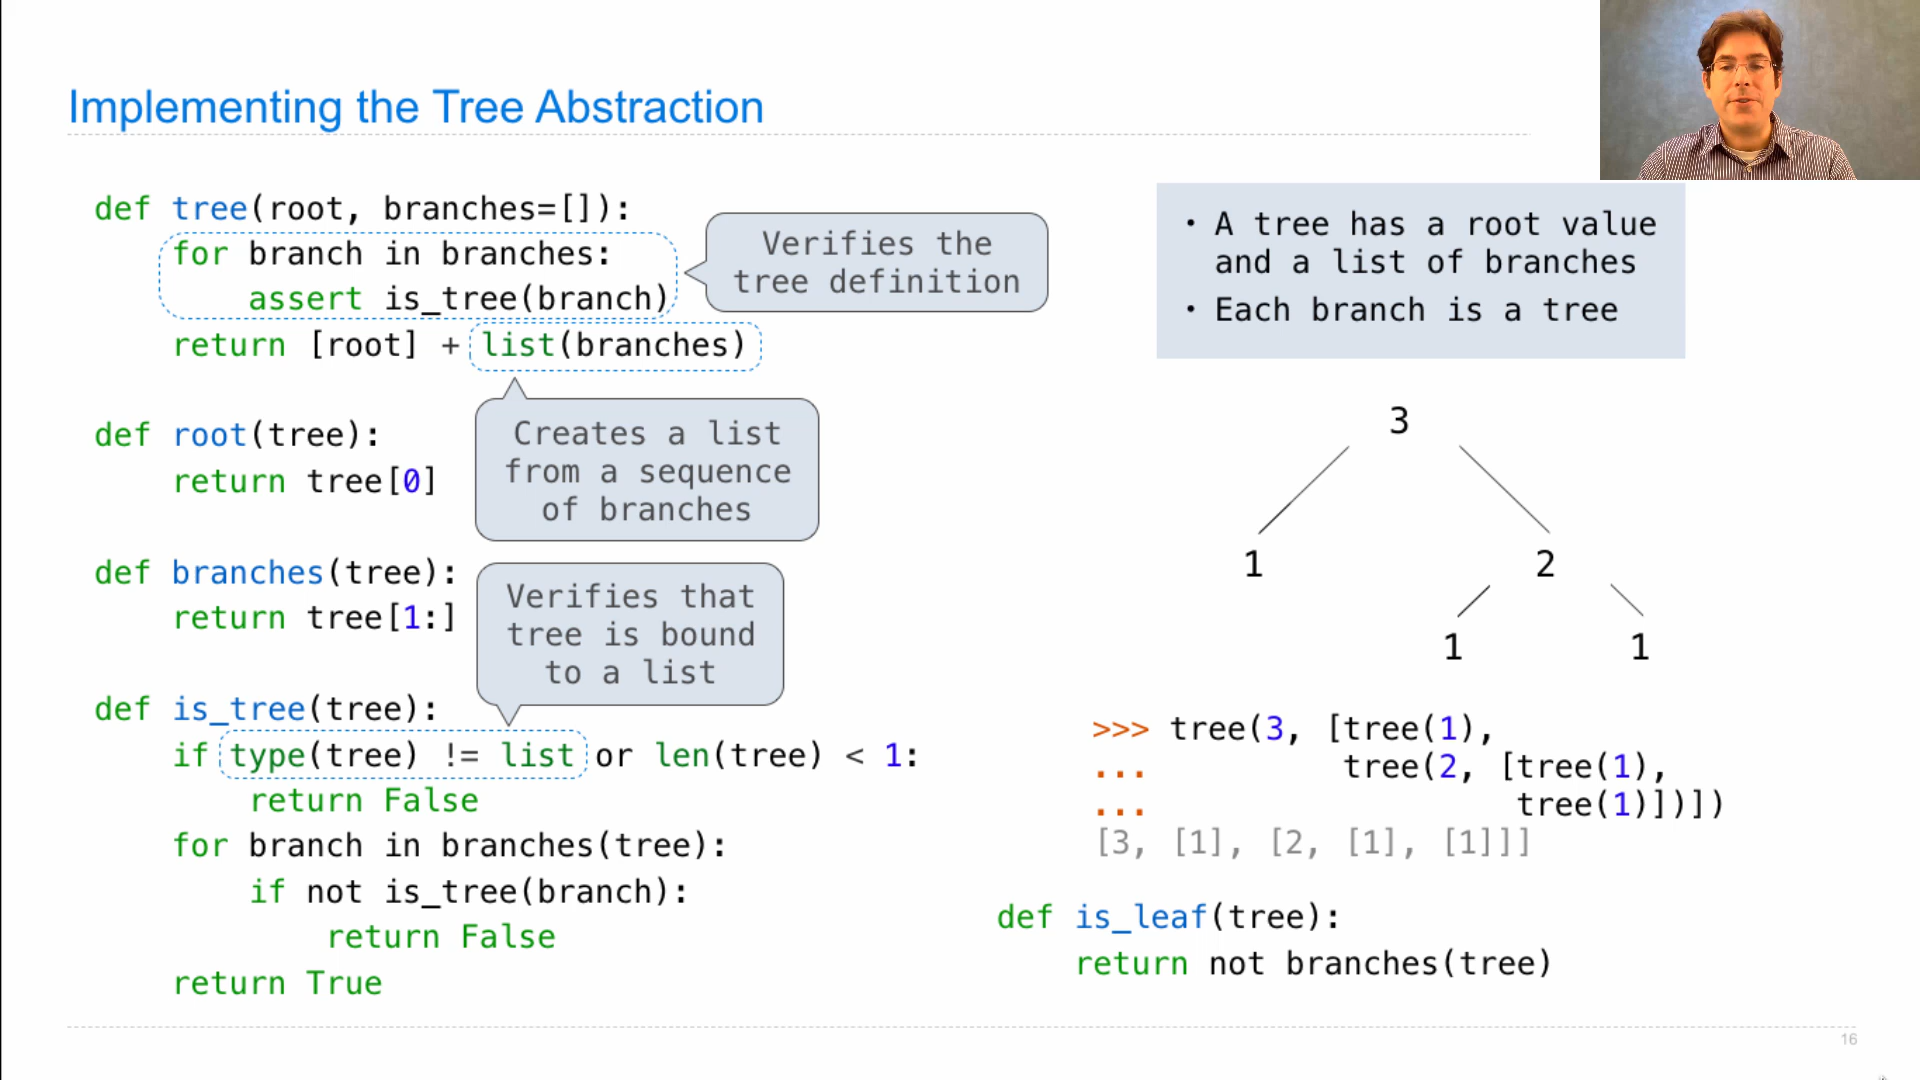 Implementing the Tree Abstraction
def tree(root, branches=[]):
for branch in branches:
assert is_tree(branch)
return [root] + list(branches)
Verifies the
tree definition
Creates a list
from a sequence
of branches
def root(tree):
return tree[0]
def branches(tree):
return tree[1:]
Verifies that
tree is bound
to a list
def is_tree(tree):
if type(tree) != list or len(tree) < 1:
return False
for branch in branches(tree):
if not is_tree(branch):
return False
return True
• A tree has a root value
and a list of branches
• Each branch is a tree
3
1 2
1 1
>>> tree(3, [tree(1),
... tree(2, [tree(1),
... tree(1)])])
[3, [1], [2, [1], [1]]]
def is_leaf(tree):
return not branches(tree)
16